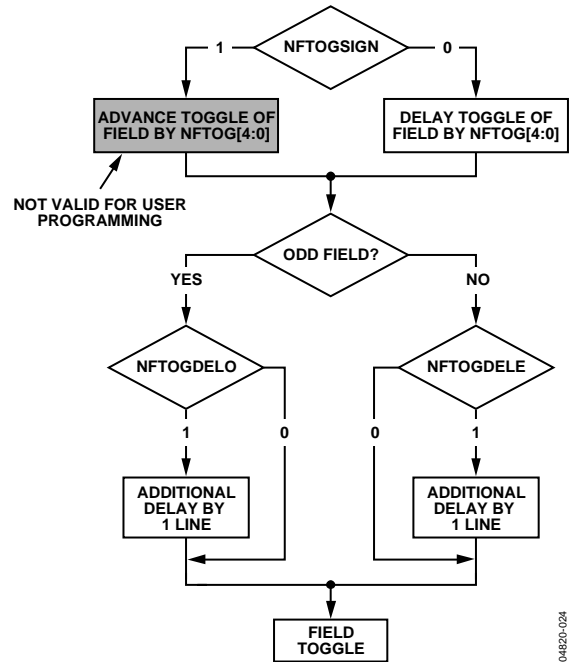 NFTOGSIGN
1
0
ADVANCE TOGGLE OF
FIELD BY NFTOG[4:0]
DELAY TOGGLE OF
FIELD BY NFTOG[4:0]
NOT VALID FOR USER
PROGRAMMING
ODD FIELD?
YES
NO
NFTOGDELO
NFTOGDELE
1
0
0
1
ADDITIONAL
DELAY BY
1 LINE
ADDITIONAL
DELAY BY
1 LINE
FIELD
TOGGLE
04820-024